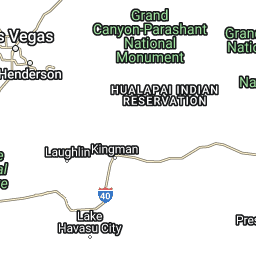 Grand
Canyon-Parashant
National
Monument
s Vegas
Henderson
HUALAPAI INDIAN
RESERVATION
Gra
Natio
Na
Laughlin
Kingman
e
al
e
40
Lake
Havasu City
Pres